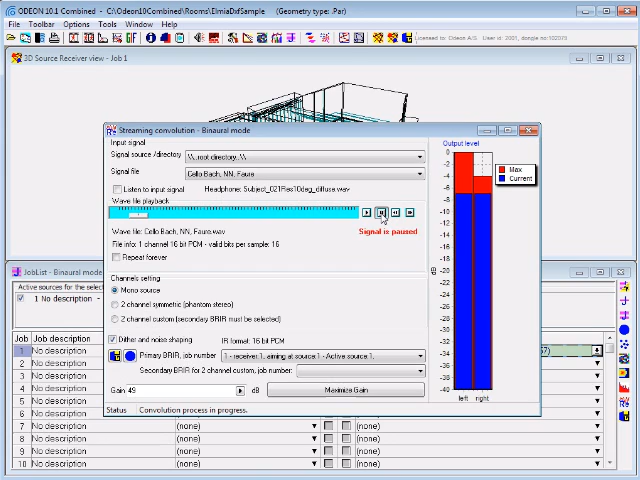 ODEON 10.1 Combined - C:\Odeon10Combined\Rooms\ElmiaDxfSample (Geometry type: .Par)
File Toolbar Options Tools Window Help
Licensed to: Odeon A/S User id: 2001, dongle no:102075
3D Source Receiver view - Job 1
Streaming convolution - Binaural mode
Input signal
Output level
Signal source /directory
\\..root directory..\\
Signal file
Cello Bach, NN, Faure
Listen to input signal
Headphone: Subject_021Res10deg_diffuse.wav
Max
Current
Wave file playback
Signal is paused
Wave file: Cello Bach, NN, Faure.wav
File info: 1 channel 16 bit PCM - valid bits per sample: 16
Repeat forever
Channels setting
Mono source
2 channel symmetric (phantom stereo)
2 channel custom (secondary BRIR must be selected)
Dither and noise shaping
IR format: 16 bit PCM
Primary BRIR, job number
1 - receiver:1, aiming at source:1 - Active source 1.
Secondary BRIR for 2 channel custom, job number:
Gain 49
dB
Maximize Gain
Status
Convolution process in progress.
0
-2
-4
-6
-8
-10
-12
-14
-16
-18
-20
-22
-24
-26
-28
-30
-32
-34
-36
-38
-40
dB
left right
JobList - Binaural mode
Active sources for the selec
1 No description -
Job Job description
1 No description
2 No description
3 No description
4 No description
5 No description
6 No description
7 No description (none) (none)
8 No description (none) (none)
9 No description (none) (none)
10 No description (none) (none)